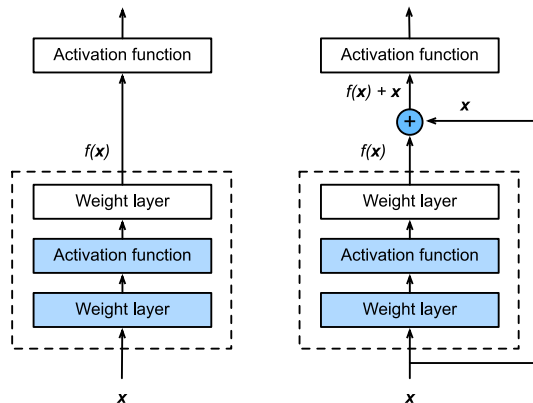 Activation function
f(x)
Weight layer
Activation function
Weight layer
x
Activation function
f(x) + x
x
+
f(x)
Weight layer
Activation function
Weight layer
x